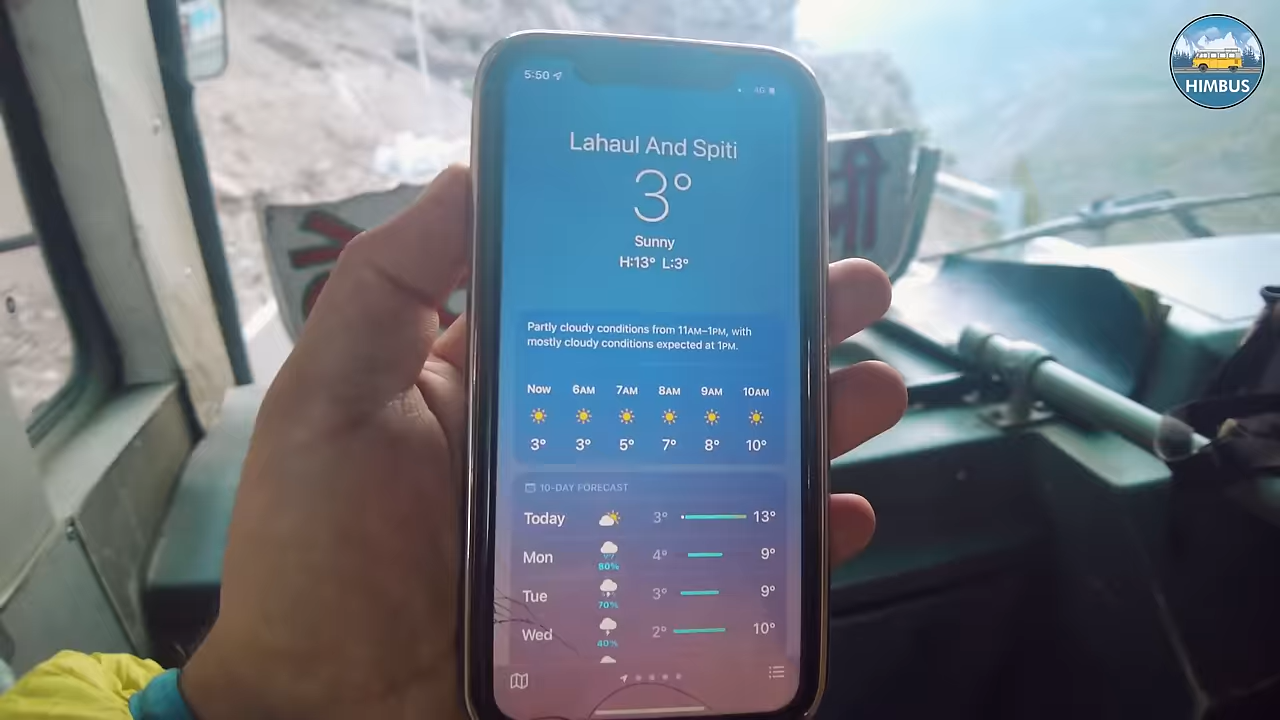 5:50
4G
Lahaul And Spiti
3°
Sunny
H:13° L:3°
Partly cloudy conditions from 11AM–1PM, with
mostly cloudy conditions expected at 1PM.
Now 6AM 7AM 8AM 9AM 10AM
3° 3° 5° 7° 8° 10°
10-DAY FORECAST
Today 3° 13°
Mon 80% 4° 9°
Tue 70% 3° 9°
Wed 40% 2° 10°
HIMBUS